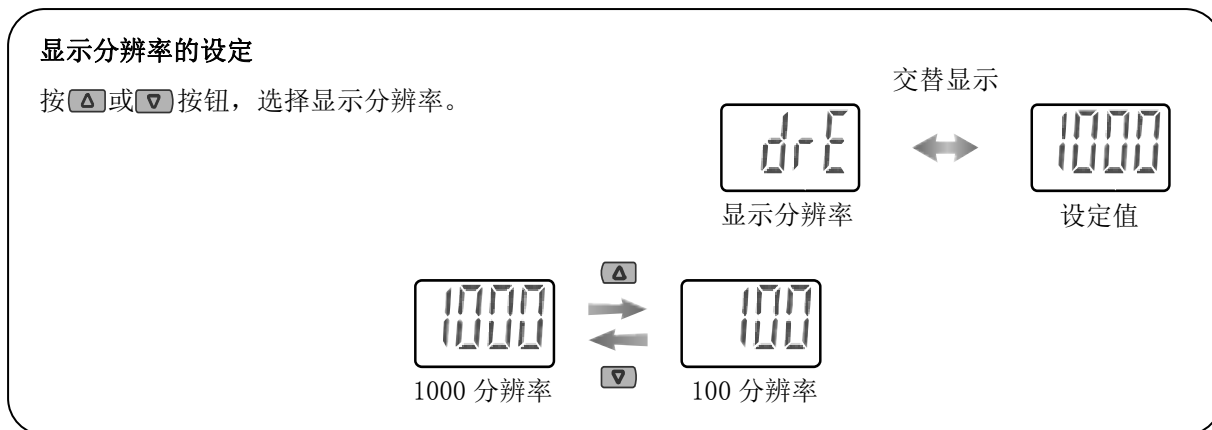 显示分辨率的设定
按△或▽按钮，选择显示分辨率。
交替显示
drE
1000
显示分辨率
设定值
△
1000
100
▽
1000 分辨率
100 分辨率